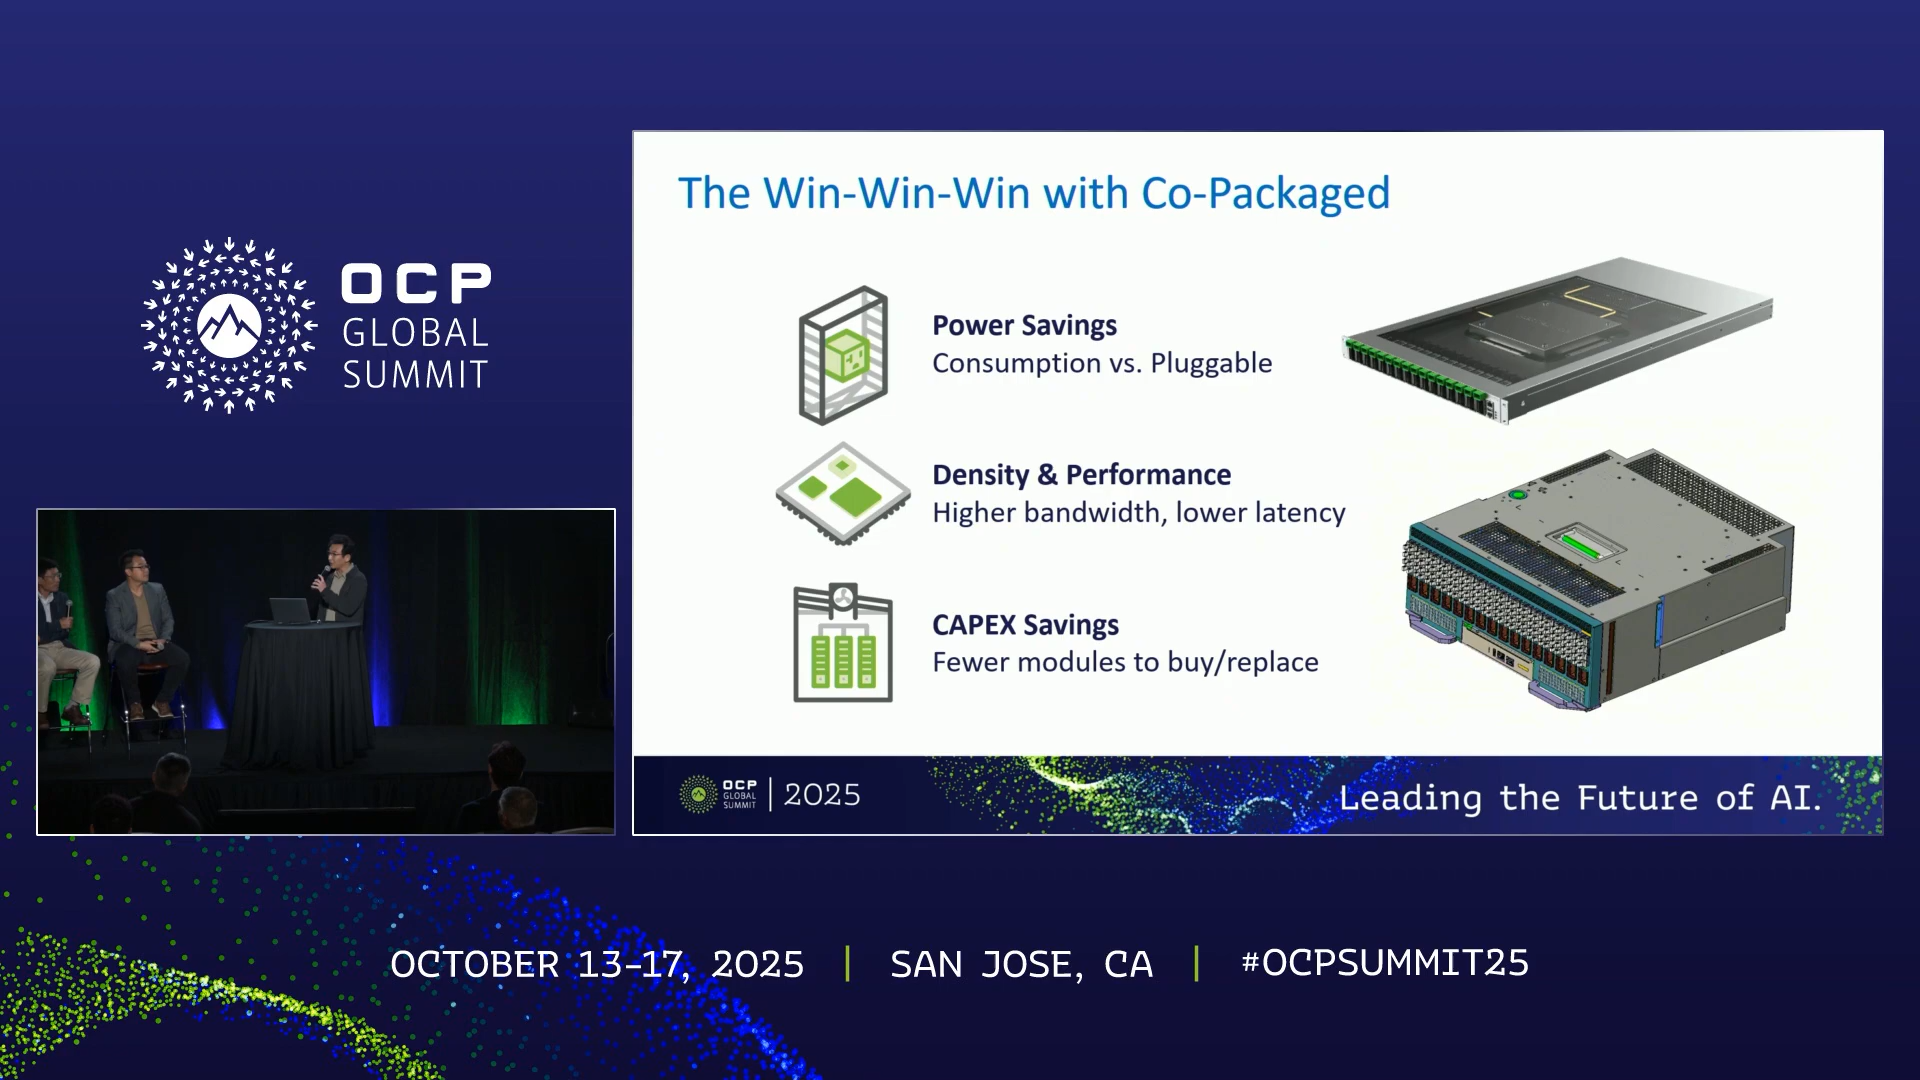 OCP
GLOBAL
SUMMIT
The Win-Win-Win with Co-Packaged
Power Savings
Consumption vs. Pluggable
Density & Performance
Higher bandwidth, lower latency
CAPEX Savings
Fewer modules to buy/replace
OCP
GLOBAL
SUMMIT
2025
Leading the Future of AI.
OCTOBER 13-17, 2025 | SAN JOSE, CA | #OCPSUMMIT25